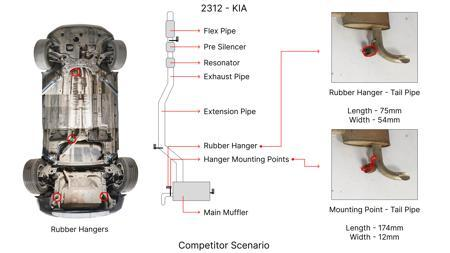 2312 - KIA
Flex Pipe
Pre Silencer
Resonator
Exhaust Pipe
Extension Pipe
Rubber Hanger
Hanger Mounting Points
Main Muffler
Rubber Hangers
Rubber Hanger - Tail Pipe
Length - 75mm
Width - 54mm
Mounting Point - Tail Pipe
Length - 174mm
Width - 12mm
Competitor Scenario